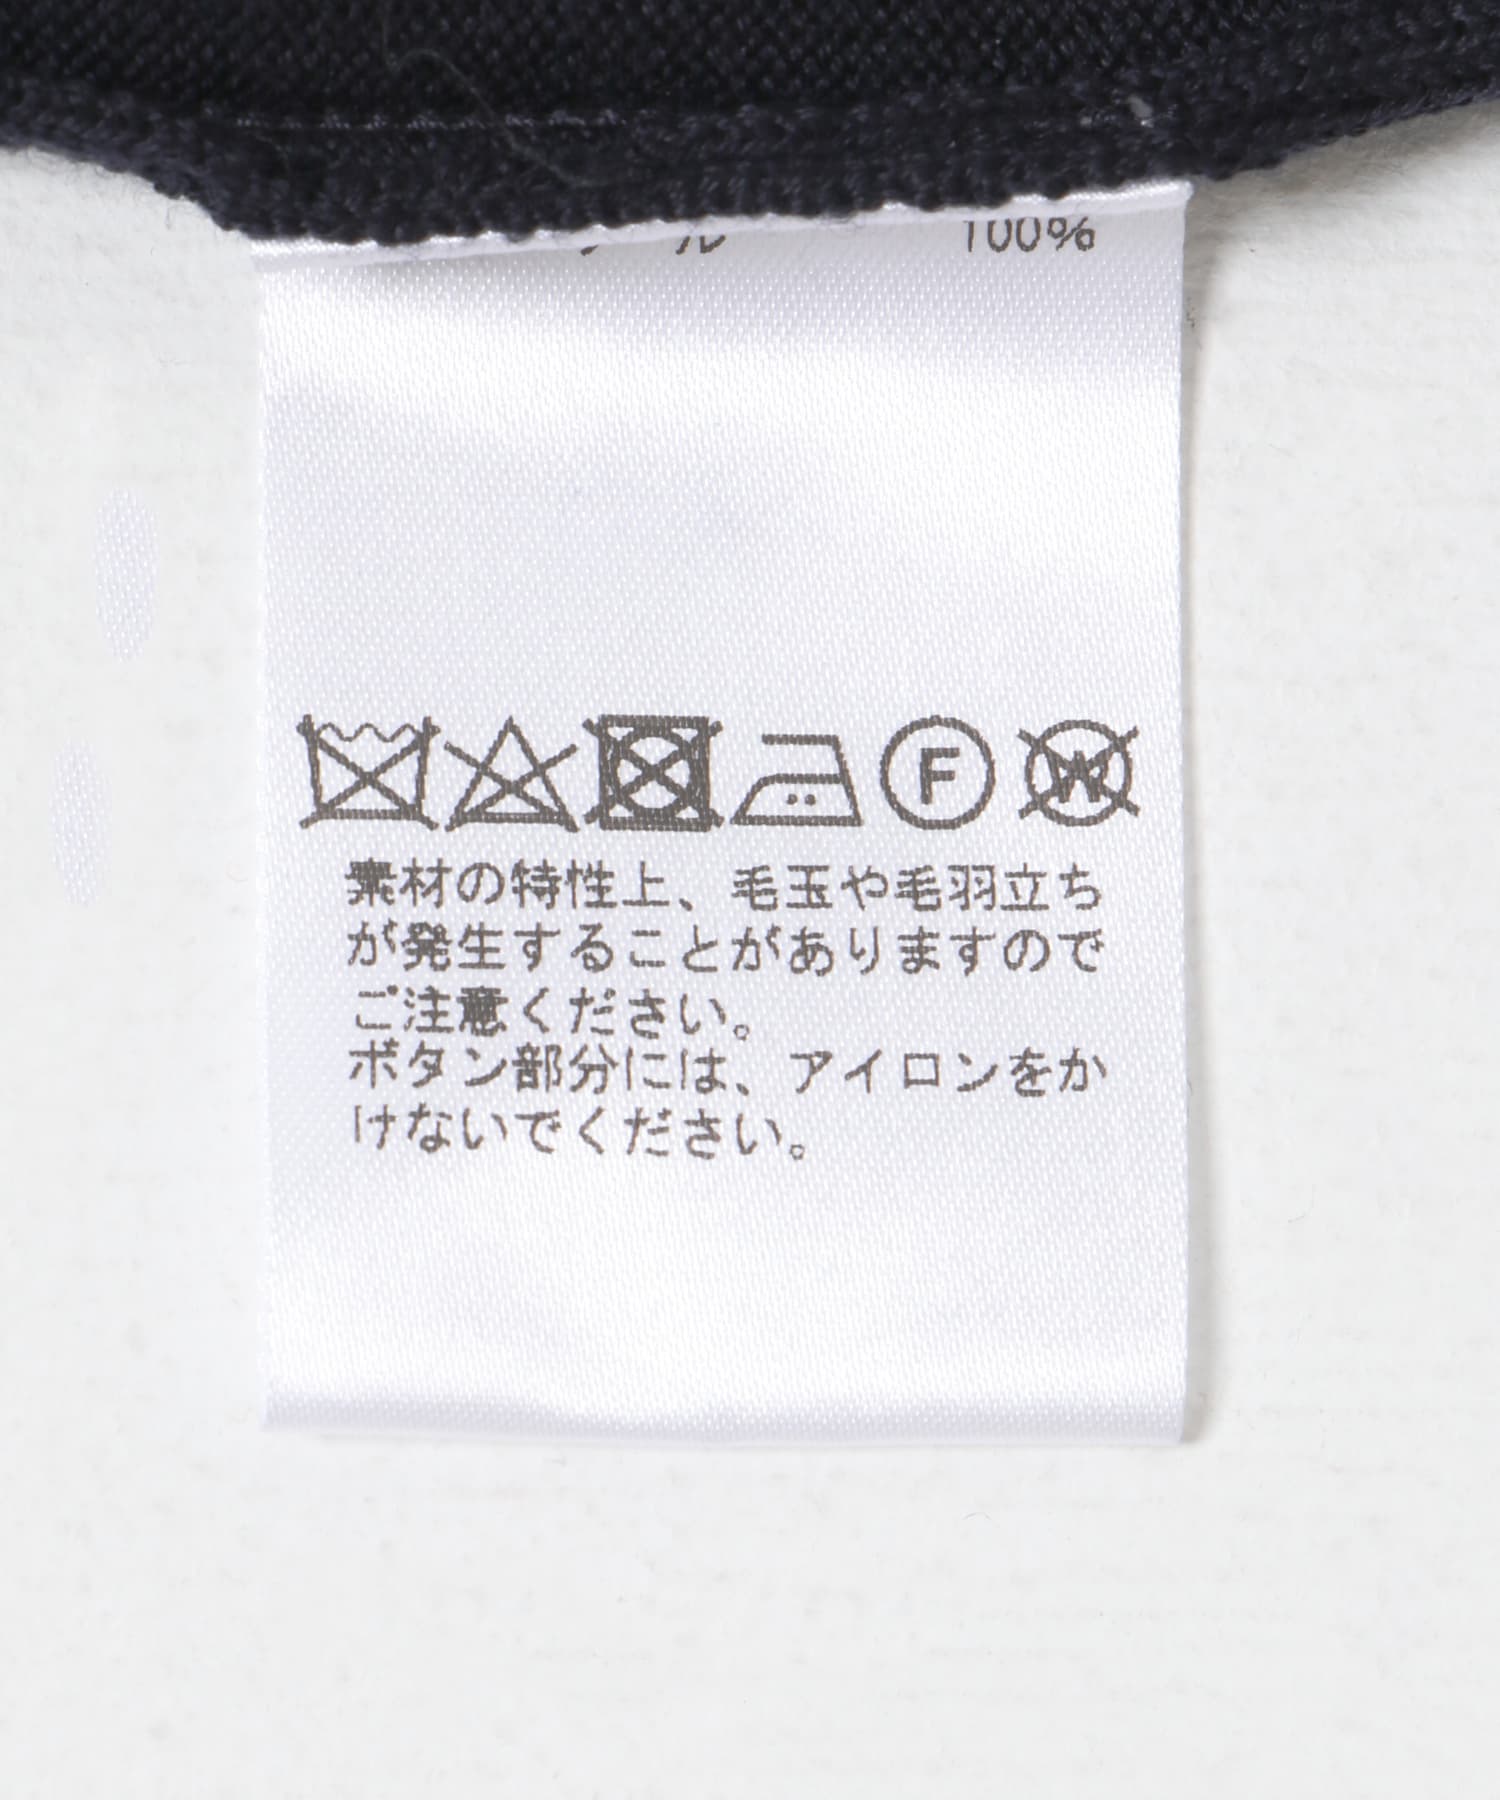 ール 100%
F W
素材の特性上、毛玉や毛羽立ち
が発生することがありますので
ご注意ください。
ボタン部分には、アイロンをか
けないでください。